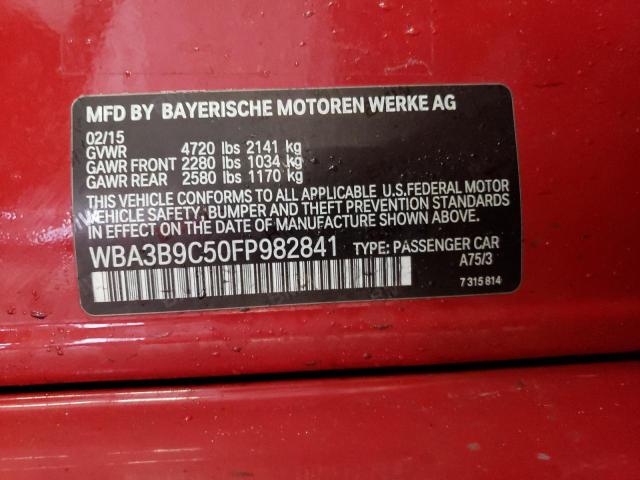 MFD BY BAYERISCHE MOTOREN WERKE AG
02/15
GVWR 4720 lbs 2141 kg
GAWR FRONT 2280 lbs 1034 kg
GAWR REAR 2580 lbs 1170 kg
THIS VEHICLE CONFORMS TO ALL APPLICABLE U.S.FEDERAL MOTOR
VEHICLE SAFETY, BUMPER AND THEFT PREVENTION STANDARDS
IN EFFECT ON THE DATE OF MANUFACTURE SHOWN ABOVE.
WBA3B9C50FP982841 TYPE: PASSENGER CAR
A75/3
7 315 814